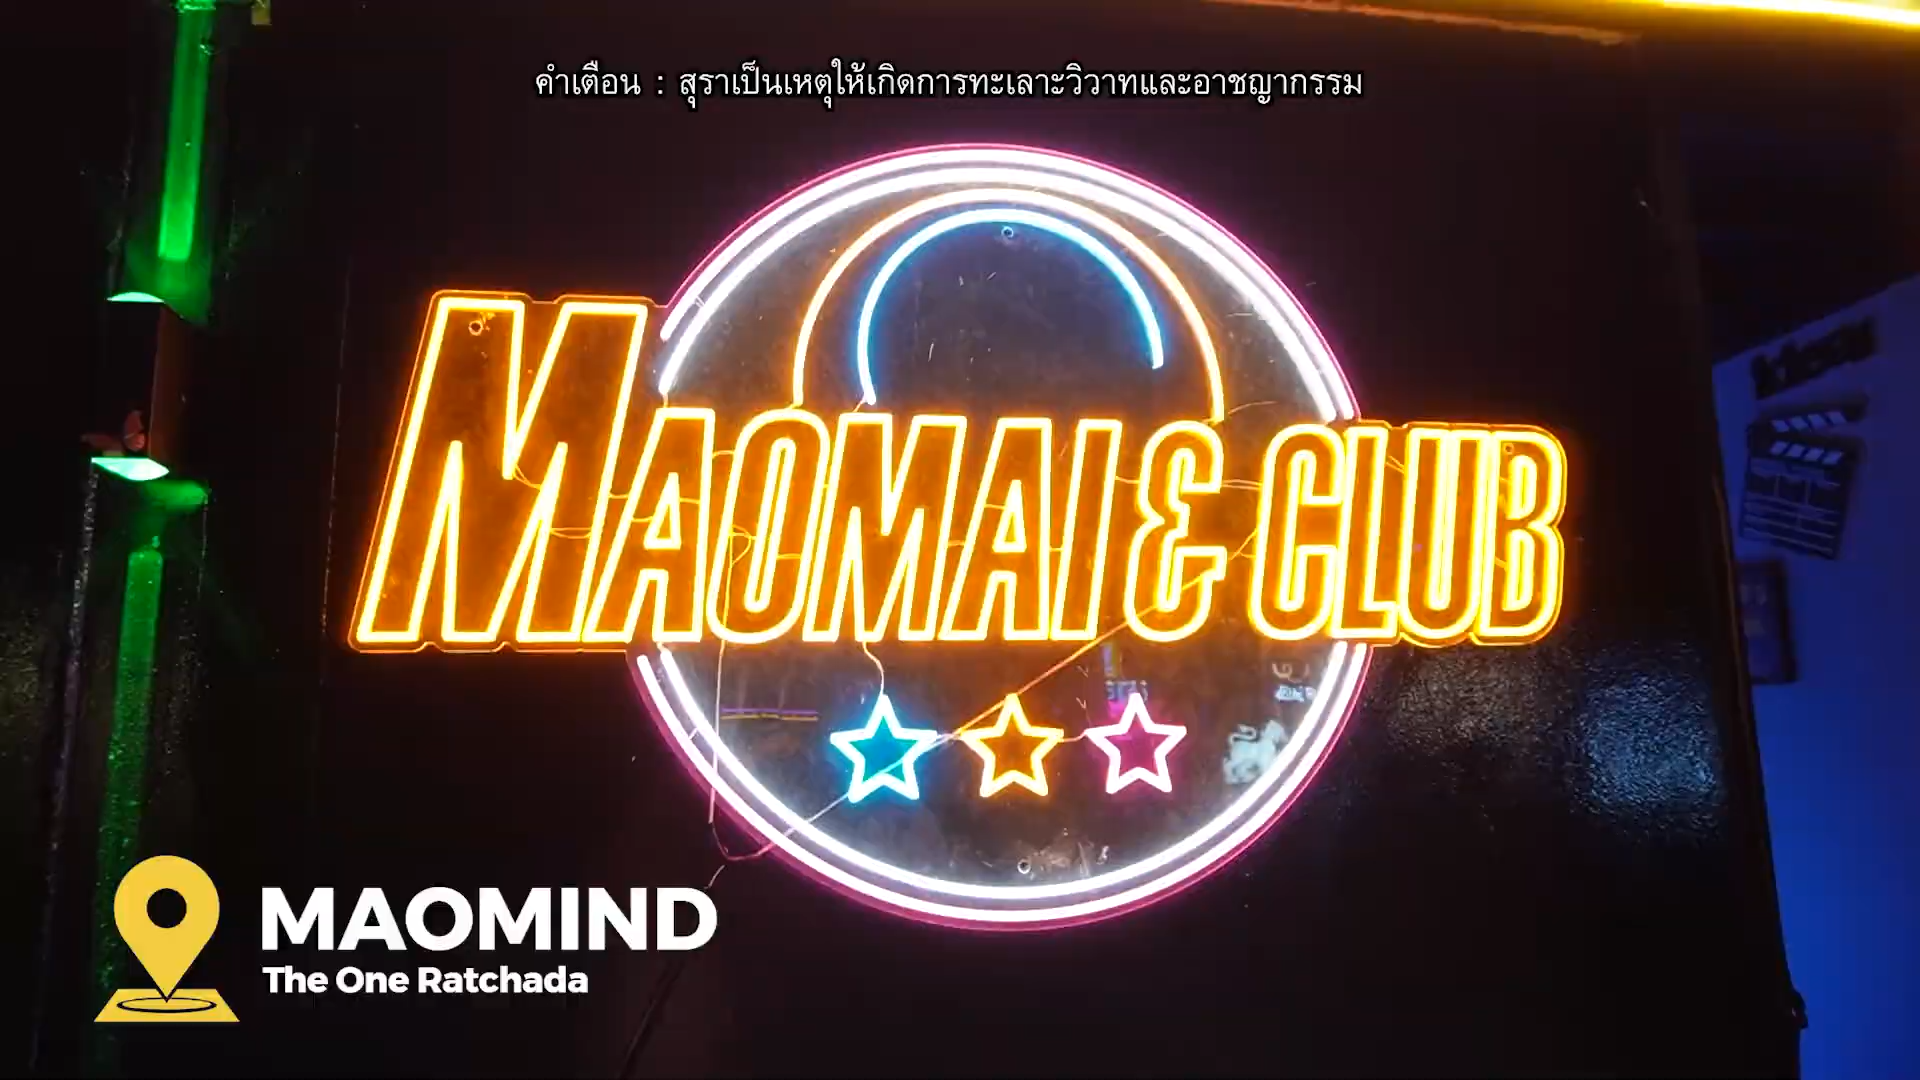 คำเตือน : สุราเป็นเหตุให้เกิดการทะเลาะวิวาทและอาชญากรรม
MAOMAI & CLUB
MAOMIND
The One Ratchada